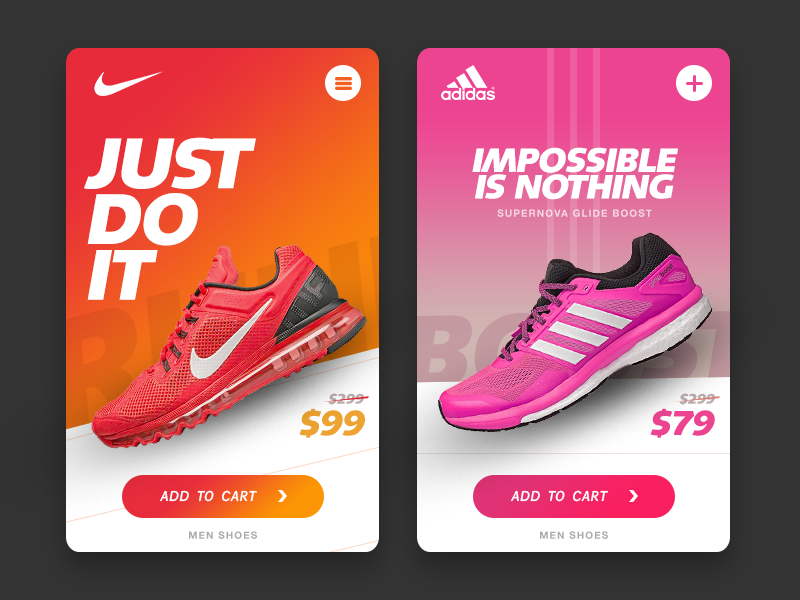 JUST
DO
IT
RUN
$299
$99
ADD TO CART
MEN SHOES
adidas
IMPOSSIBLE
IS NOTHING
SUPERNOVA GLIDE BOOST
BOOST
$299
$79
ADD TO CART
MEN SHOES